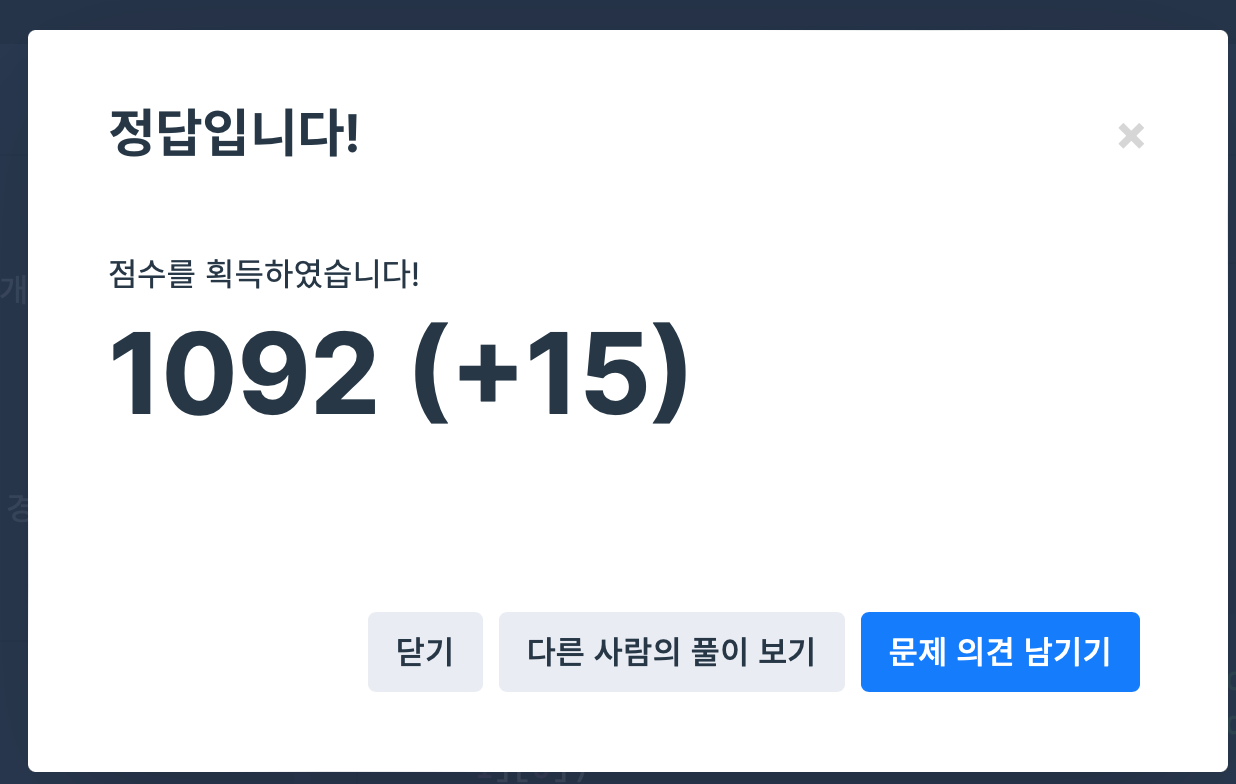 정답입니다!
×
점수를 획득하였습니다!
1092 (+15)
닫기
다른 사람의 풀이 보기
문제 의견 남기기
개